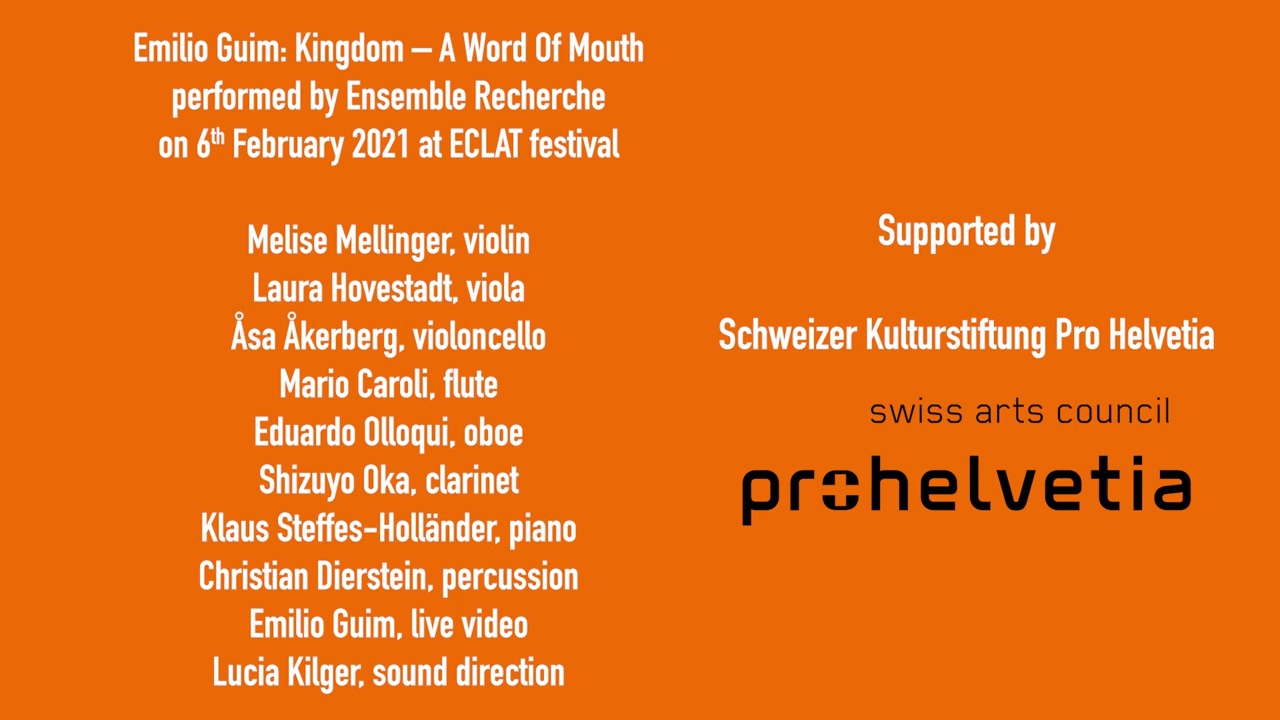 Emilio Guim: Kingdom – A Word Of Mouth
performed by Ensemble Recherche
on 6th February 2021 at ECLAT festival
Melise Mellinger, violin
Laura Hovestadt, viola
Åsa Åkerberg, violoncello
Mario Caroli, flute
Eduardo Olloqui, oboe
Shizuyo Oka, clarinet
Klaus Steffes-Holländer, piano
Christian Dierstein, percussion
Emilio Guim, live video
Lucia Kilger, sound direction
Supported by
Schweizer Kulturstiftung Pro Helvetia
swiss arts council
prohelvetia